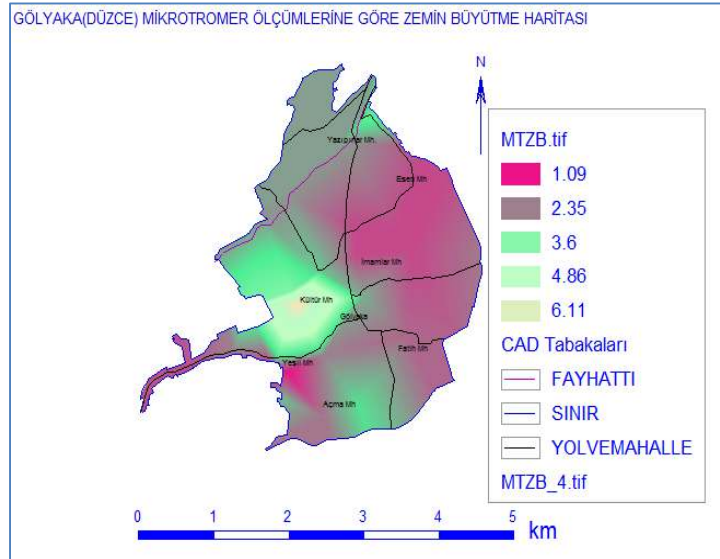 GÖLYAKA(DÜZCE) MİKROTROMER ÖLÇÜMLERİNE GÖRE ZEMİN BÜYÜTME HARİTASI
N
Yazıpınar Mh.
Eses Mh
İmamlar Mh
Kültür Mh
Gölyaka
Fatih Mh
Yeşil Mh
Açma Mh
MTZB.tif
1.09
2.35
3.6
4.86
6.11
CAD Tabakaları
FAYHATTI
SINIR
YOLVEMAHALLE
MTZB_4.tif
0 1 2 3 4 5
km